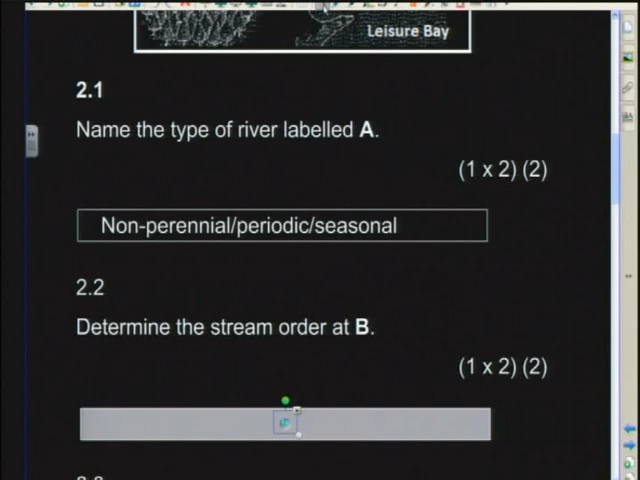 Leisure Bay
2.1
Name the type of river labelled A.
(1 x 2) (2)
Non-perennial/periodic/seasonal
2.2
Determine the stream order at B.
(1 x 2) (2)